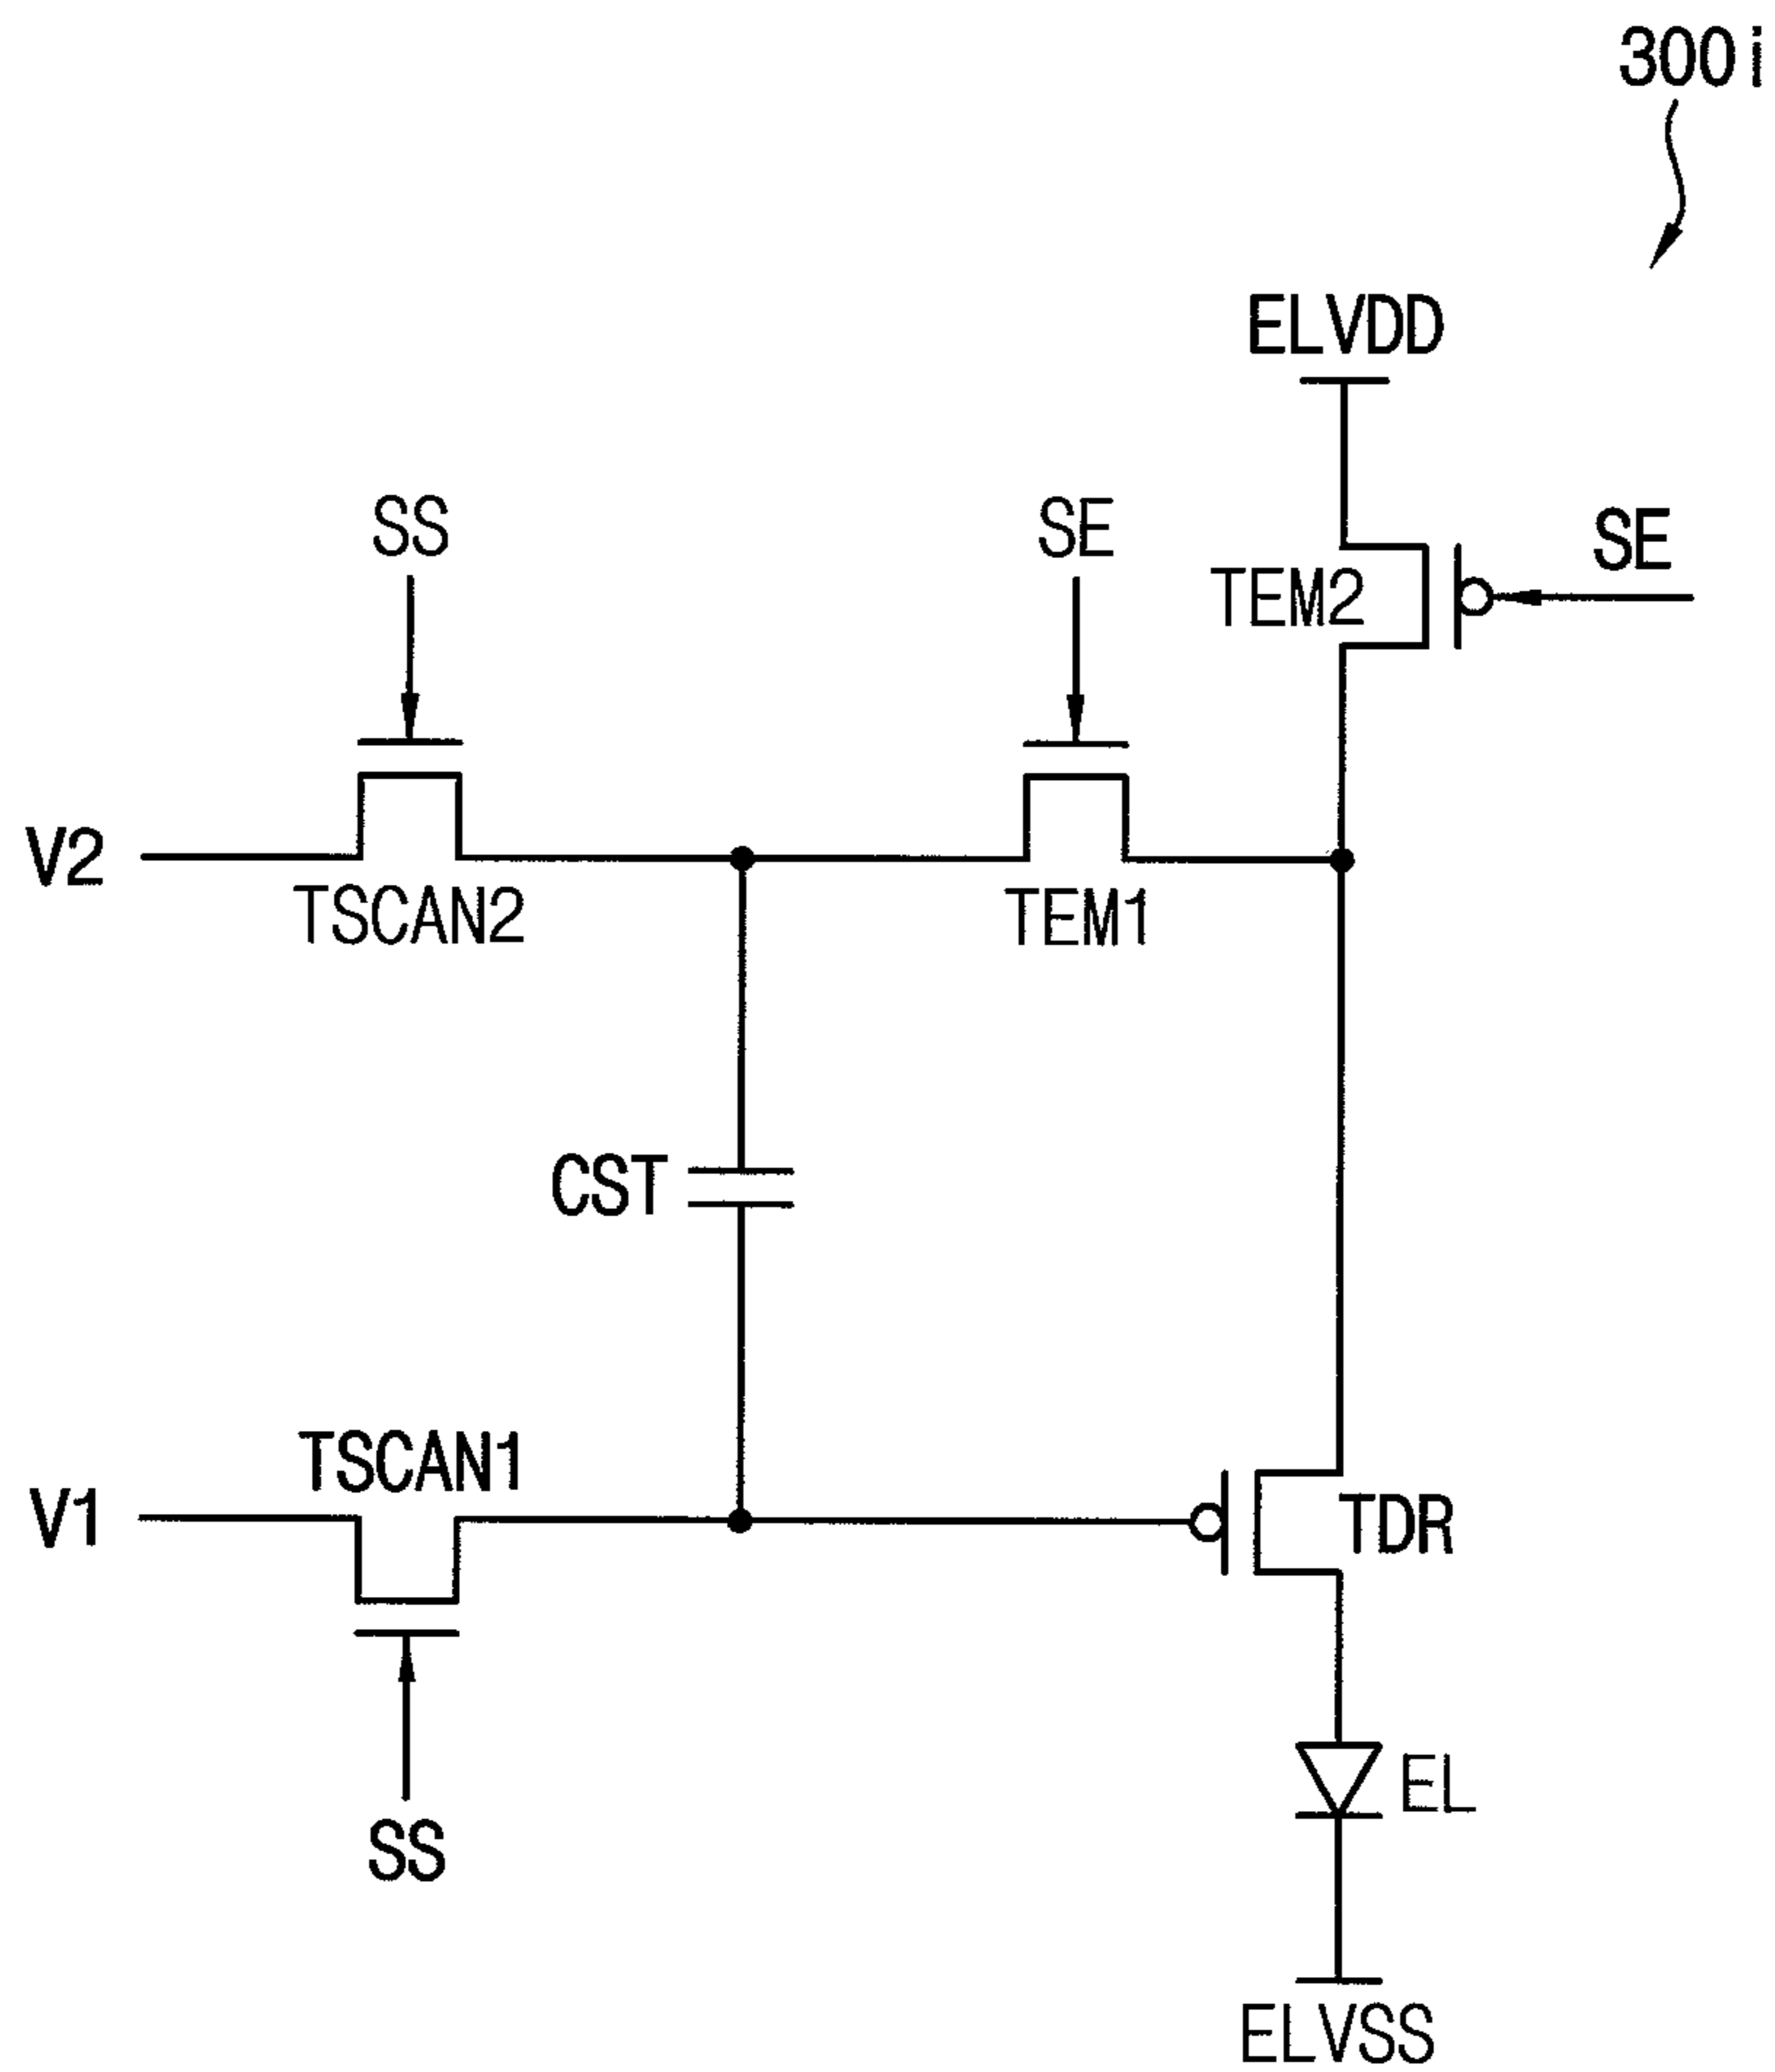 300i
ELVDD
SS
SE
SE
TEM2
V2
TSCAN2
TEM1
CST
TSCAN1
V1
TDR
EL
SS
ELVSS